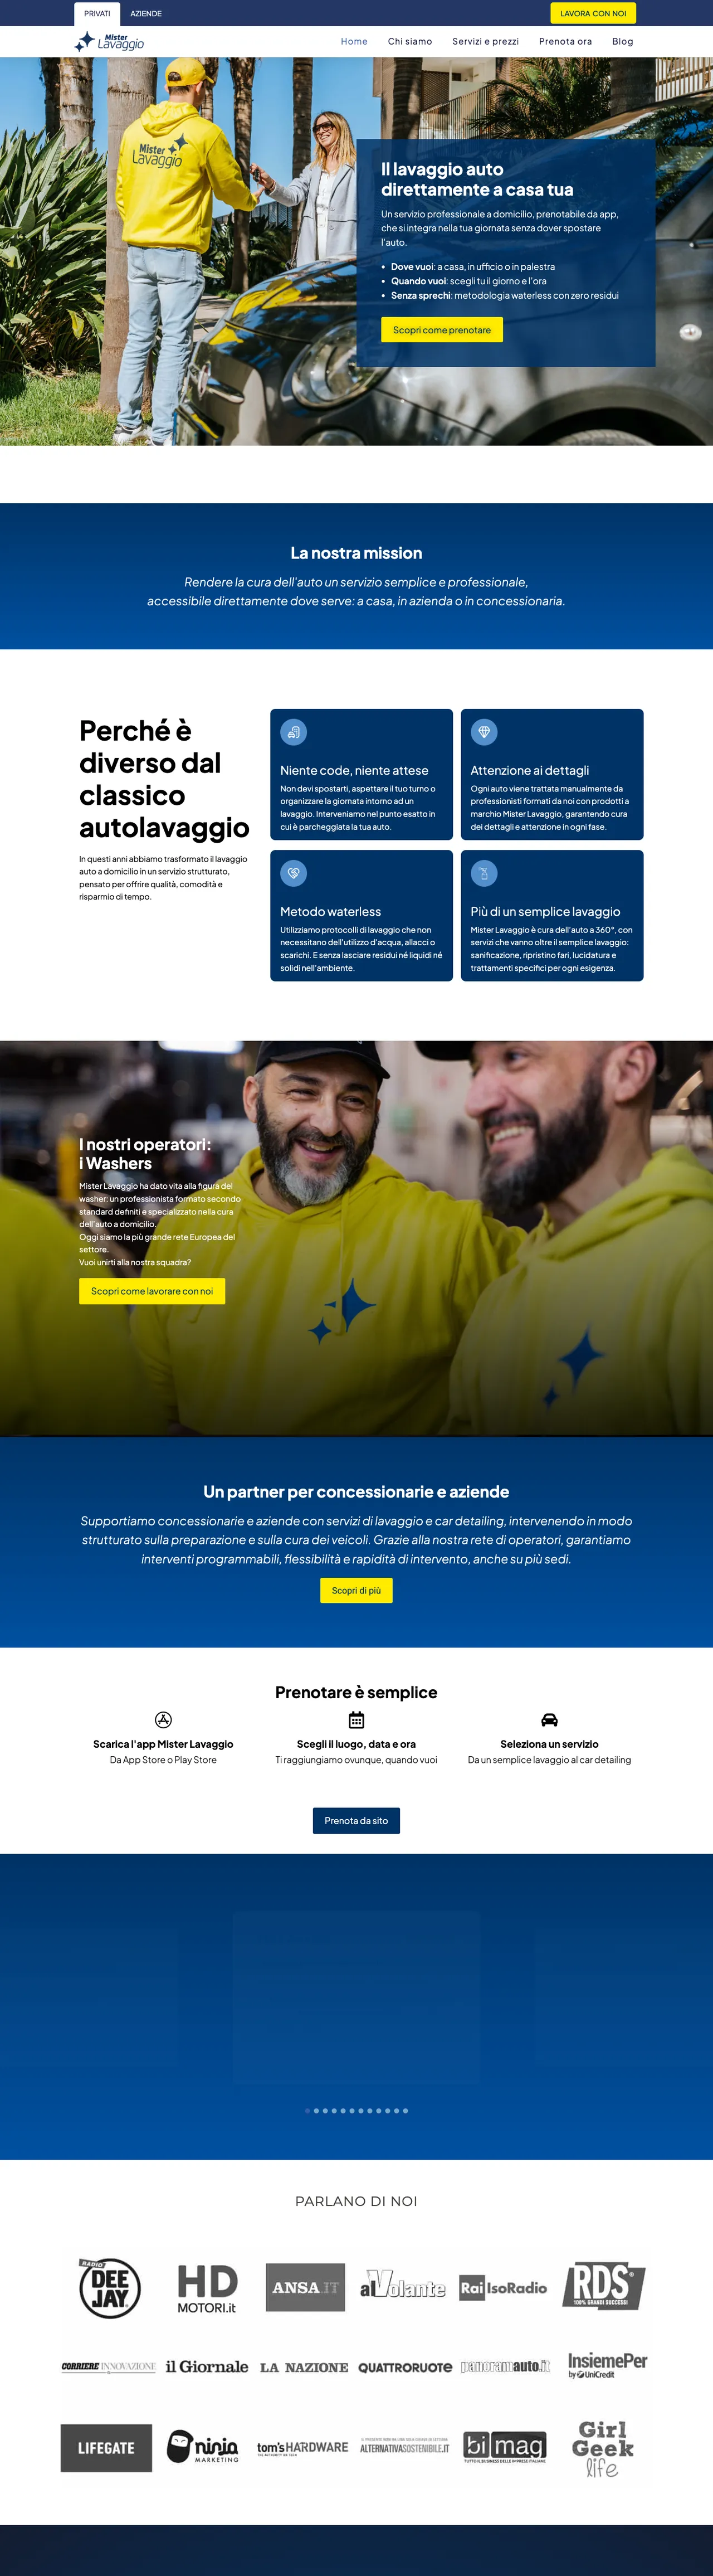 PRIVATI
AZIENDE
LAVORA CON NOI
Mister
Lavaggio
Home
Chi siamo
Servizi e prezzi
Prenota ora
Blog
Mister
Lavaggio
Il lavaggio auto
direttamente a casa tua
Un servizio professionale a domicilio, prenotabile da app,
che si integra nella tua giornata senza dover spostare
l'auto.
• Dove vuoi: a casa, in ufficio o in palestra
• Quando vuoi: scegli tu il giorno e l'ora
• Senza sprechi: metodologia waterless con zero residui
Scopri come prenotare
La nostra mission
Rendere la cura dell'auto un servizio semplice e professionale,
accessibile direttamente dove serve: a casa, in azienda o in concessionaria.
Perché è
diverso dal
classico
autolavaggio
In questi anni abbiamo trasformato il lavaggio
auto a domicilio in un servizio strutturato,
pensato per offrire qualità, comodità e
risparmio di tempo.
Niente code, niente attese
Non devi spostarti, aspettare il tuo turno o
organizzare la giornata intorno ad un
lavaggio. Interveniamo nel punto esatto in
cui è parcheggiata la tua auto.
Attenzione ai dettagli
Ogni auto viene trattata manualmente da
professionisti formati da noi con prodotti a
marchio Mister Lavaggio, garantendo cura
dei dettagli e attenzione in ogni fase.
Metodo waterless
Utilizziamo protocolli di lavaggio che non
necessitano dell'utilizzo d'acqua, allacci o
scarichi. E senza lasciare residui né liquidi né
solidi nell'ambiente.
Più di un semplice lavaggio
Mister Lavaggio è cura dell'auto a 360°, con
servizi che vanno oltre il semplice lavaggio:
sanificazione, ripristino fari, lucidatura e
trattamenti specifici per ogni esigenza.
I nostri operatori:
i Washers
Mister Lavaggio ha dato vita alla figura del
washer: un professionista formato secondo
standard definiti e specializzato nella cura
dell'auto a domicilio.
Oggi siamo la più grande rete Europea del
settore.
Vuoi unirti alla nostra squadra?
Scopri come lavorare con noi
Un partner per concessionarie e aziende
Supportiamo concessionarie e aziende con servizi di lavaggio e car detailing, intervenendo in modo
strutturato sulla preparazione e sulla cura dei veicoli. Grazie alla nostra rete di operatori, garantiamo
interventi programmabili, flessibilità e rapidità di intervento, anche su più sedi.
Scopri di più
Prenotare è semplice
Scarica l'app Mister Lavaggio
Da App Store o Play Store
Scegli il luogo, data e ora
Ti raggiungiamo ovunque, quando vuoi
Seleziona un servizio
Da un semplice lavaggio al car detailing
Prenota da sito
PARLANO DI NOI
RADIO
DEE
JAY
HD
MOTORI.it
ANSA.IT
alVolante
Rai IsoRadio
RDS
100% GRANDI SUCCESSI
CORRIERE INNOVAZIONE
il Giornale
LA NAZIONE
QUATTRORUOTE
panoramauto.it
InsiemePer
by UniCredit
LIFEGATE
ninja
MARKETING
tom's HARDWARE
THE AUTHORITY ON TECH
ALTERNATIVASOSTENIBILE.IT
bimag
TUTTO IL BUSINESS DELLE IMPRESE ITALIANE
Girl
Geek
life